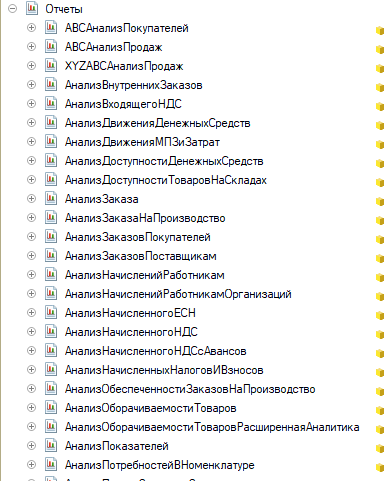 Отчеты
ABCАнализПокупателей
ABCАнализПродаж
XYZABCАнализПродаж
АнализВнутреннихЗаказов
АнализВходящегоНДС
АнализДвиженияДенежныхСредств
АнализДвиженияМПЗиЗатрат
АнализДоступностиДенежныхСредств
АнализДоступностиТоваровНаСкладах
АнализЗаказа
АнализЗаказаНаПроизводство
АнализЗаказовПокупателей
АнализЗаказовПоставщикам
АнализНачисленийРаботникам
АнализНачисленийРаботникамОрганизаций
АнализНачисленногоЕСН
АнализНачисленногоНДС
АнализНачисленногоНДСсАвансов
АнализНачисленныхНалоговИВзносов
АнализОбеспеченностиЗаказовНаПроизводство
АнализОборачиваемостиТоваров
АнализОборачиваемостиТоваровРасширеннаяАналитика
АнализПоказателей
АнализПотребностейВНоменклатуре